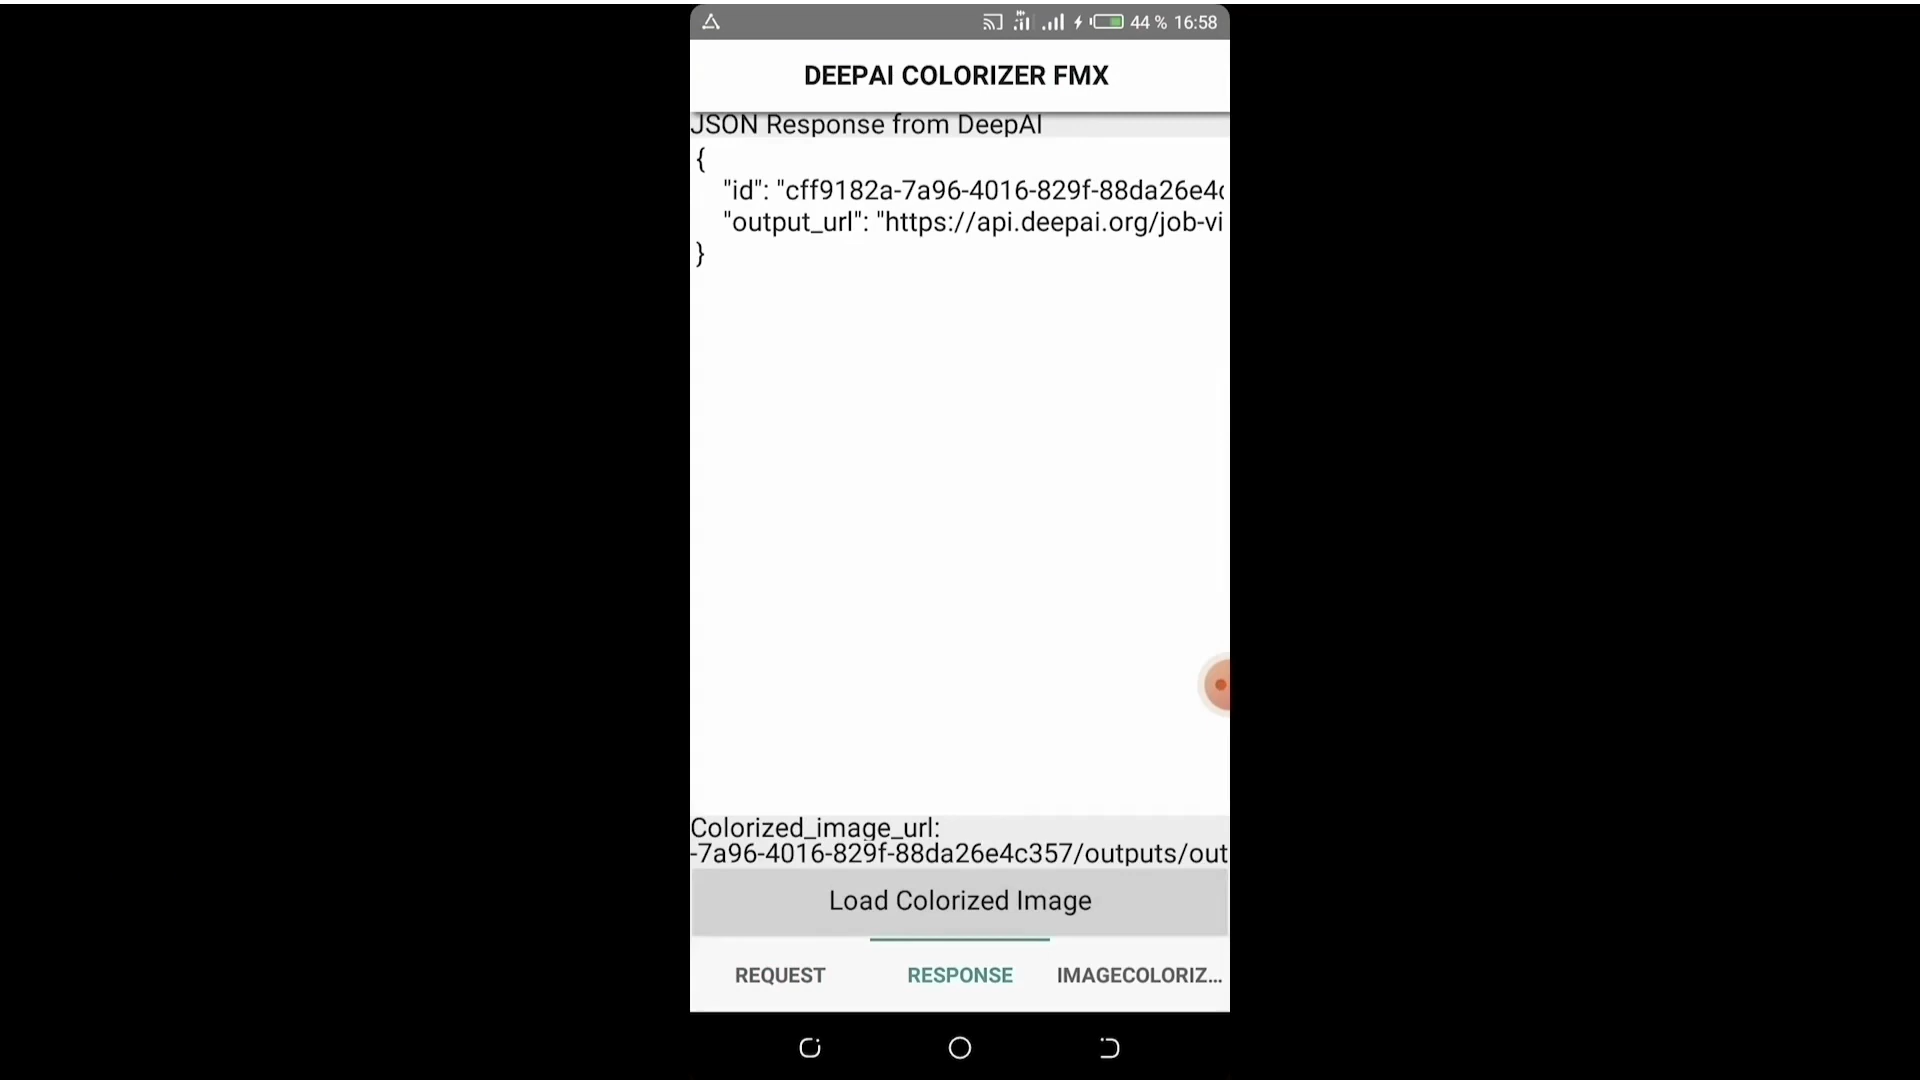 44 % 16:58
DEEPAI COLORIZER FMX
JSON Response from DeepAI
{
"id": "cff9182a-7a96-4016-829f-88da26e4c
"output_url": "https://api.deepai.org/job-vi
}
Colorized_image_url:
-7a96-4016-829f-88da26e4c357/outputs/out
Load Colorized Image
REQUEST RESPONSE IMAGECOLORIZ...